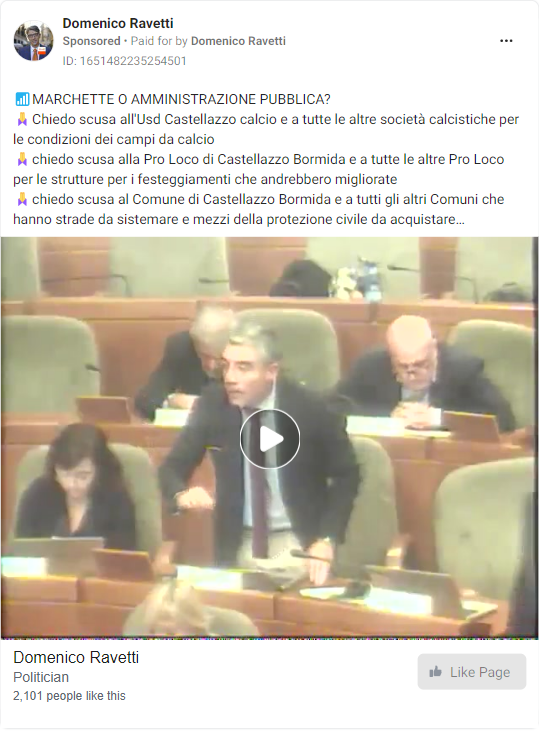 Domenico Ravetti
Sponsored • Paid for by Domenico Ravetti
ID: 1651482235254501
MARCHETTE O AMMINISTRAZIONE PUBBLICA?
Chiedo scusa all'Usd Castellazzo calcio e a tutte le altre società calcistiche per
le condizioni dei campi da calcio
chiedo scusa alla Pro Loco di Castellazzo Bormida e a tutte le altre Pro Loco
per le strutture per i festeggiamenti che andrebbero migliorate
chiedo scusa al Comune di Castellazzo Bormida e a tutti gli altri Comuni che
hanno strade da sistemare e mezzi della protezione civile da acquistare...
Domenico Ravetti
Politician
2,101 people like this
Like Page